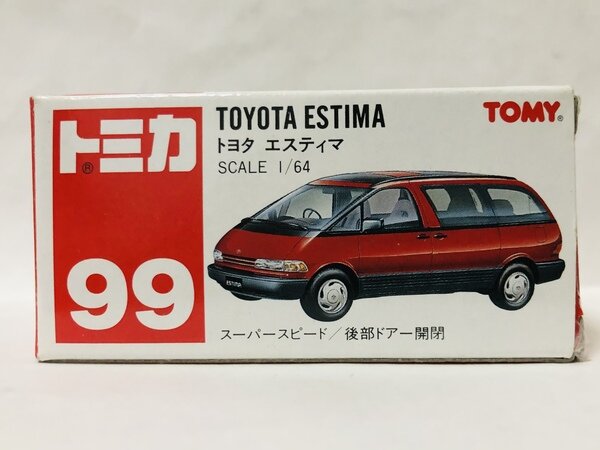 トミカ®
99
TOYOTA ESTIMA
トヨタ エスティマ
SCALE 1/64
TOMY®
ESTIMA
スーパースピード/後部ドアー開閉